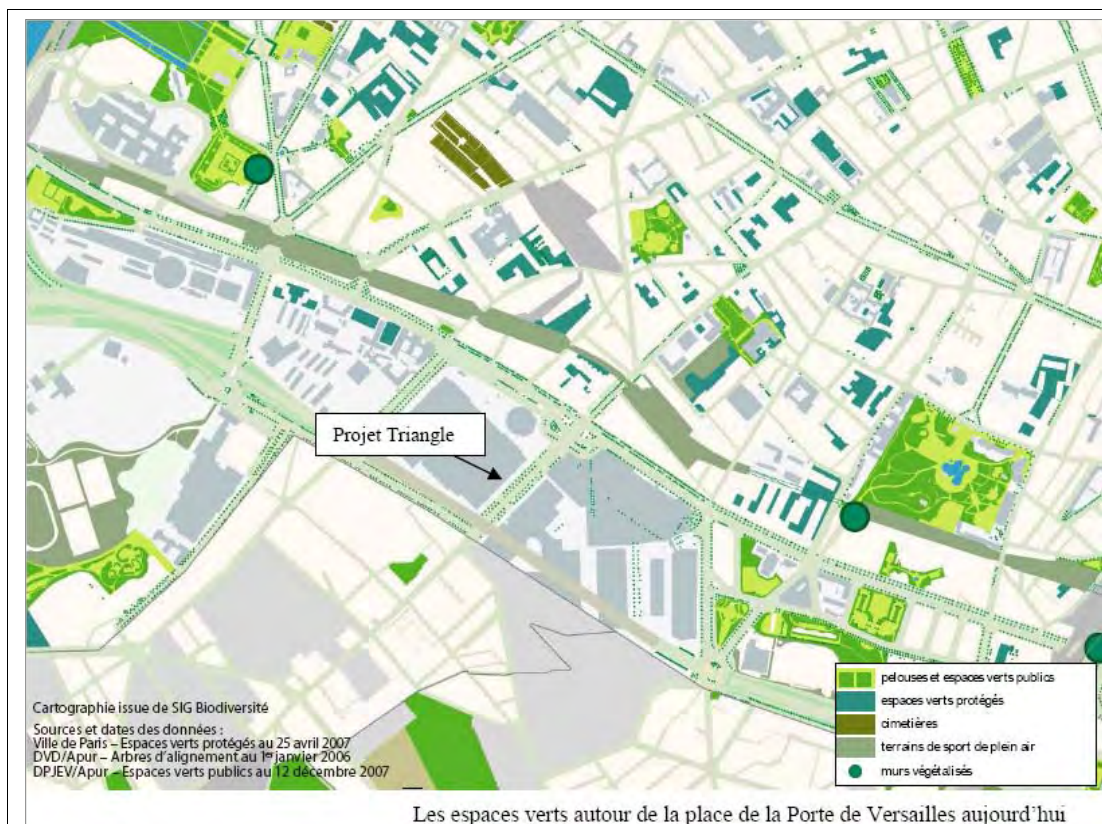 Projet Triangle
Cartographie issue de SIG Biodiversité
Sources et dates des données :
Ville de Paris – Espaces verts protégés au 25 avril 2007
DVD/Apur – Arbres d'alignement au 1er janvier 2006
DPJEV/Apur – Espaces verts publics au 12 décembre 2007
pelouses et espaces verts publics
espaces verts protégés
cimetières
terrains de sport de plein air
murs végétalisés
Les espaces verts autour de la place de la Porte de Versailles aujourd'hui